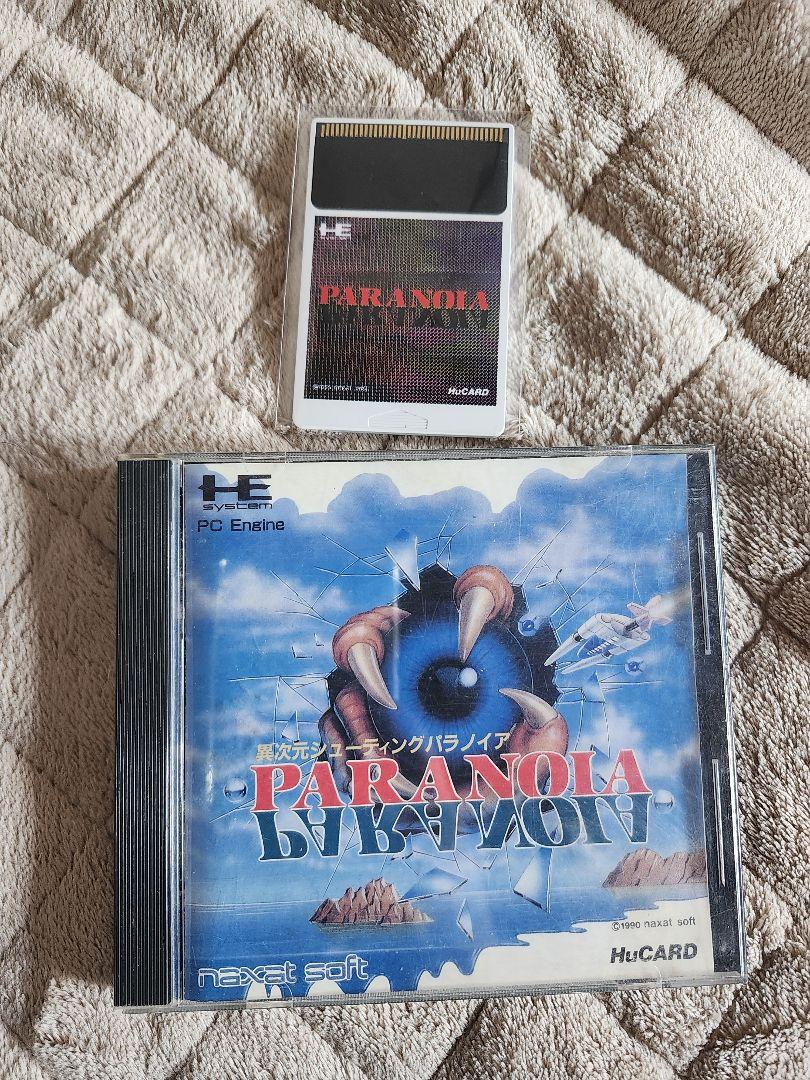 HE
PARANOIA
PARANOIA
HuCARD
HE
system
PC Engine
異次元シューティングパラノイア
PARANOIA
PARANOIA
©1990 naxat soft
HuCARD
naxat soft